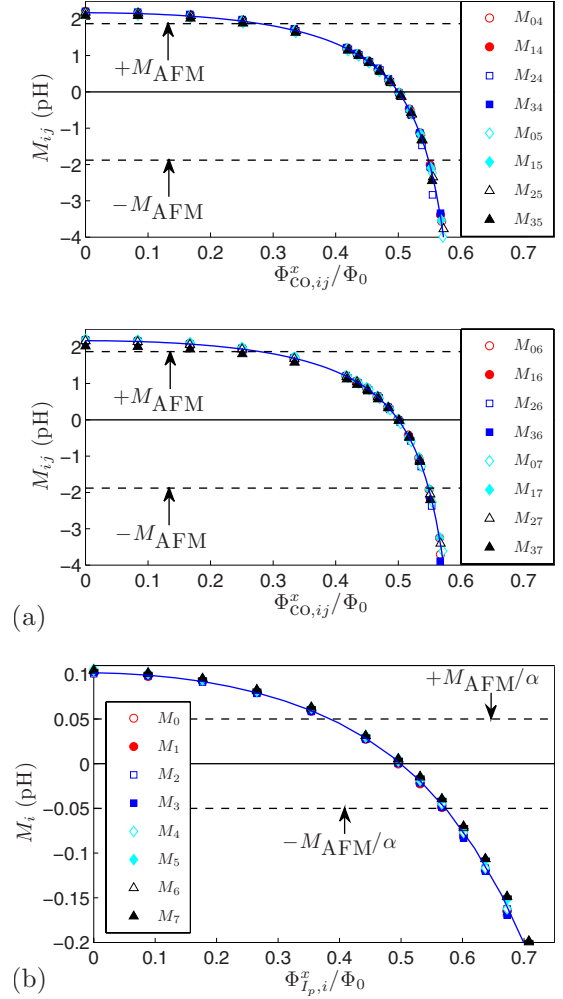 2
1
0
−1
−2
−3
−4
M_ij (pH)
+M_AFM
−M_AFM
0 0.1 0.2 0.3 0.4 0.5 0.6 0.7
Φ^x_CO,ij/Φ_0
M_04
M_14
M_24
M_34
M_05
M_15
M_25
M_35
2
1
0
−1
−2
−3
−4
M_ij (pH)
+M_AFM
−M_AFM
0 0.1 0.2 0.3 0.4 0.5 0.6 0.7
Φ^x_CO,ij/Φ_0
M_06
M_16
M_26
M_36
M_07
M_17
M_27
M_37
(a)
0.1
0.05
0
−0.05
−0.1
−0.15
−0.2
M_i (pH)
+M_AFM/α
−M_AFM/α
M_0
M_1
M_2
M_3
M_4
M_5
M_6
M_7
0 0.1 0.2 0.3 0.4 0.5 0.6 0.7
Φ^x_I_p,i/Φ_0
(b)